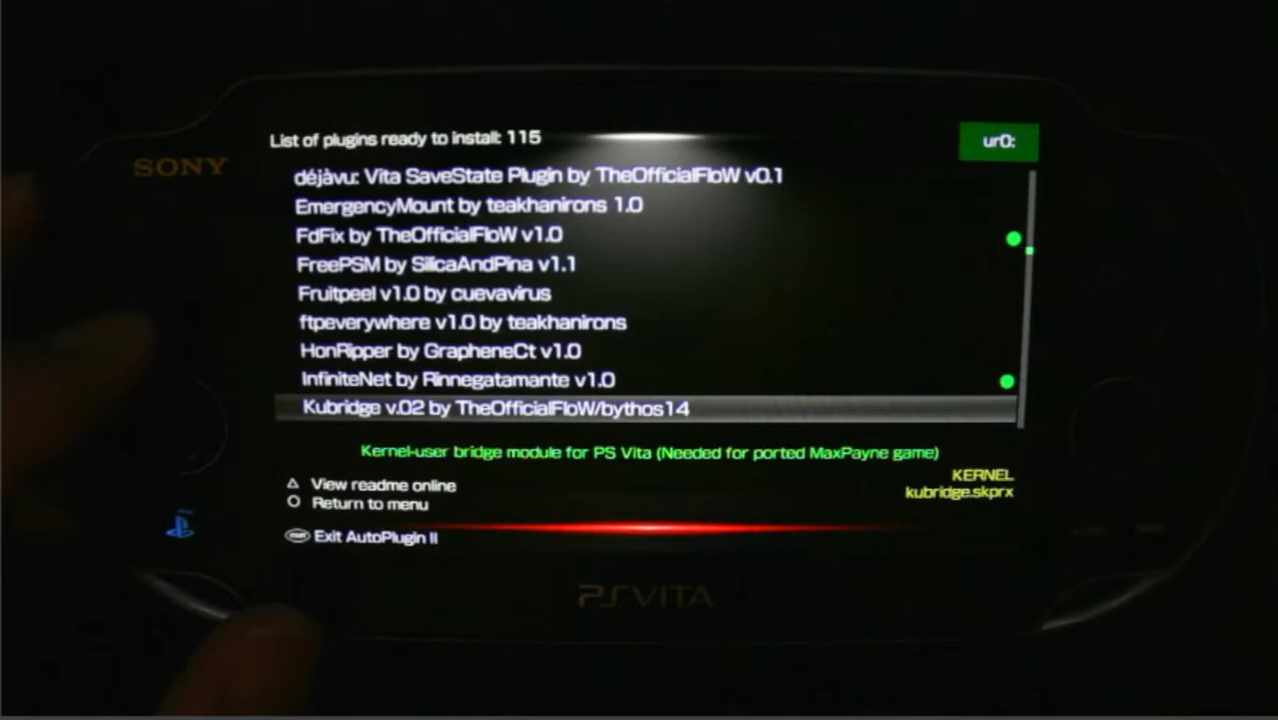 List of plugins ready to install: 115
ur0:
SONY
déjàvu: Vita SaveState Plugin by TheOfficialFloW v0.1
EmergencyMount by teakhanirons 1.0
FdFix by TheOfficialFloW v1.0
FreePSM by SilicaAndPina v1.1
Fruitpeel v1.0 by cuevavirus
ftpeverywhere v1.0 by teakhanirons
HonRipper by GrapheneCt v1.0
InfiniteNet by Rinnegatamante v1.0
Kubridge v.02 by TheOfficialFloW/bythos14
Kernel-user bridge module for PS Vita (Needed for ported MaxPayne game)
KERNEL
kubridge.skprx
△ View readme online
○ Return to menu
Exit AutoPlugin II
PSVITA